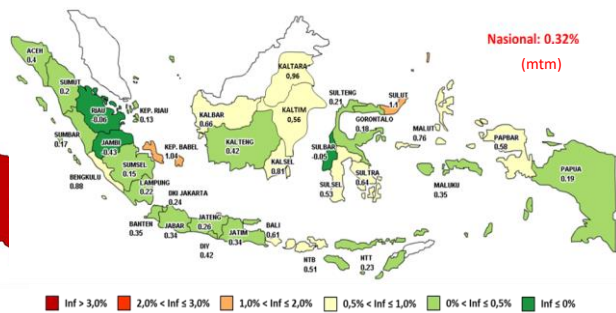 Nasional: 0.32%
(mtm)
ACEH
0.4
SUMUT
0.2
RIAU
0.06
KEP. RIAU
0.13
SUMBAR
0.17
JAMBI
0.43
KEP. BABEL
1.04
SUMSEL
0.15
BENGKULU
0.88
LAMPUNG
0.22
DKI JAKARTA
0.24
BANTEN
0.35
JABAR
0.34
JATENG
0.26
DIY
0.42
JATIM
0.34
BALI
0.61
NTB
0.51
NTT
0.23
KALBAR
0.66
KALTENG
0.42
KALSEL
0.81
KALTIM
0,56
KALTARA
0,96
SULTENG
0.21
SULUT
1.1
GORONTALO
0.18
SULBAR
-0.05
SULSEL
0.53
SULTRA
0.64
MALUT
0.76
MALUKU
0.35
PAPBAR
0.58
PAPUA
0.19
Inf > 3,0%
2,0% < Inf ≤ 3,0%
1,0% < Inf ≤ 2,0%
0,5% < Inf ≤ 1,0%
0% < Inf ≤ 0,5%
Inf ≤ 0%